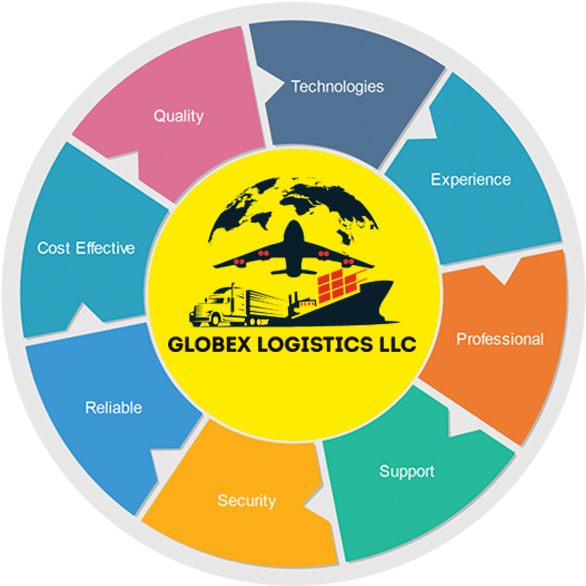 Technologies
Experience
Professional
Support
Security
Reliable
Cost Effective
Quality
GLOBEX LOGISTICS LLC